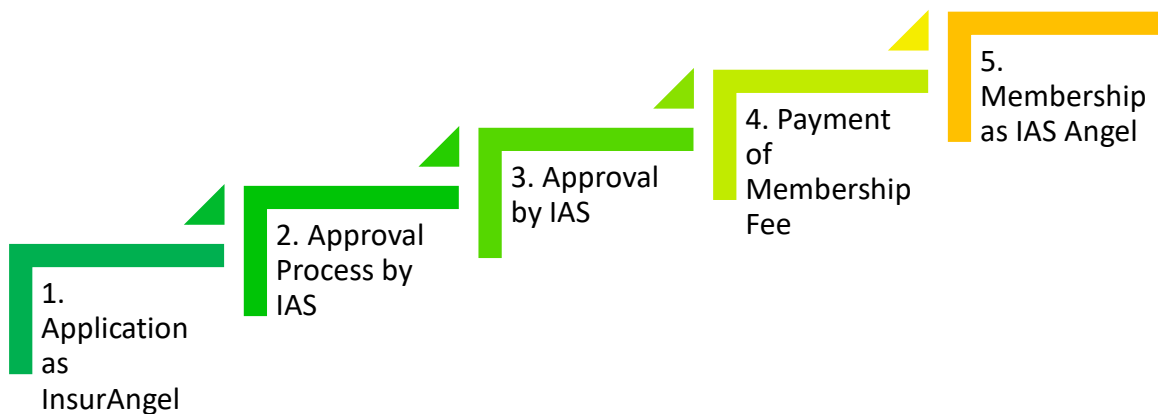 1.
Application
as
InsurAngel
2. Approval
Process by
IAS
3. Approval
by IAS
4. Payment
of
Membership
Fee
5.
Membership
as IAS Angel